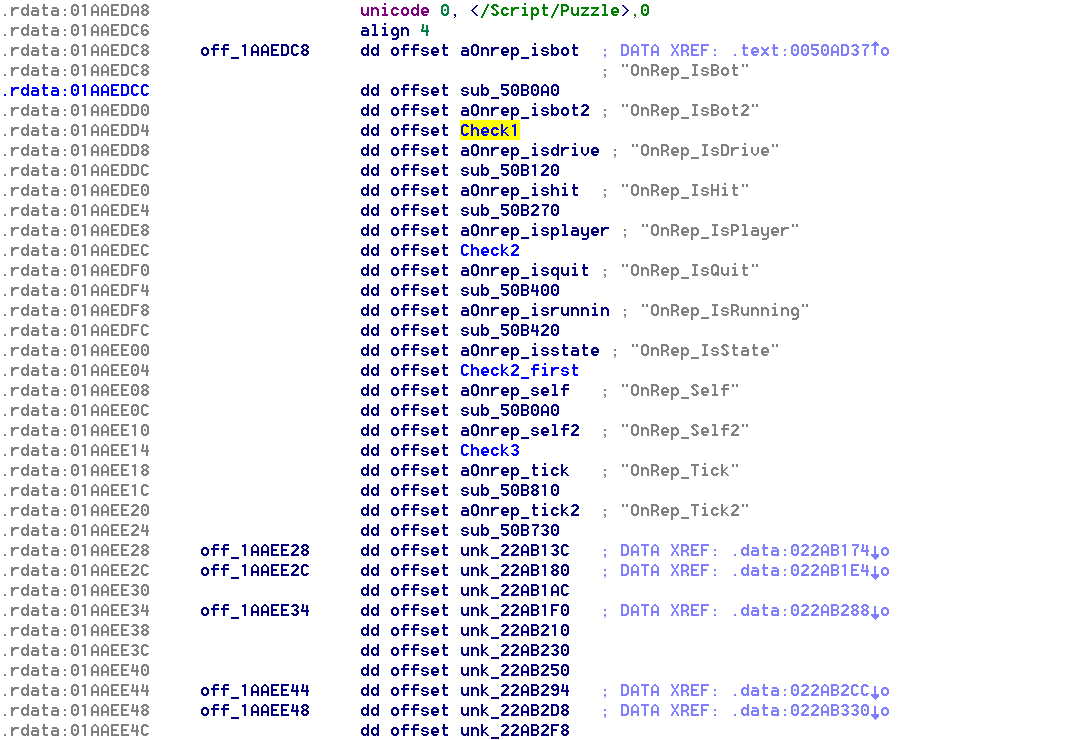 .rdata:01AAEDA8 unicode 0, </Script/Puzzle>,0
.rdata:01AAEDC6 align 4
.rdata:01AAEDC8 off_1AAEDC8 dd offset aOnrep_isbot ; DATA XREF: .text:0050AD37↑o
.rdata:01AAEDC8 ; "OnRep_IsBot"
.rdata:01AAEDCC dd offset sub_50B0A0
.rdata:01AAEDD0 dd offset aOnrep_isbot2 ; "OnRep_IsBot2"
.rdata:01AAEDD4 dd offset Check1
.rdata:01AAEDD8 dd offset aOnrep_isdrive ; "OnRep_IsDrive"
.rdata:01AAEDDC dd offset sub_50B120
.rdata:01AAEDE0 dd offset aOnrep_ishit ; "OnRep_IsHit"
.rdata:01AAEDE4 dd offset sub_50B270
.rdata:01AAEDE8 dd offset aOnrep_isplayer ; "OnRep_IsPlayer"
.rdata:01AAEDEC dd offset Check2
.rdata:01AAEDF0 dd offset aOnrep_isquit ; "OnRep_IsQuit"
.rdata:01AAEDF4 dd offset sub_50B400
.rdata:01AAEDF8 dd offset aOnrep_isrunnin ; "OnRep_IsRunning"
.rdata:01AAEDFC dd offset sub_50B420
.rdata:01AAEE00 dd offset aOnrep_isstate ; "OnRep_IsState"
.rdata:01AAEE04 dd offset Check2_first
.rdata:01AAEE08 dd offset aOnrep_self ; "OnRep_Self"
.rdata:01AAEE0C dd offset sub_50B0A0
.rdata:01AAEE10 dd offset aOnrep_self2 ; "OnRep_Self2"
.rdata:01AAEE14 dd offset Check3
.rdata:01AAEE18 dd offset aOnrep_tick ; "OnRep_Tick"
.rdata:01AAEE1C dd offset sub_50B810
.rdata:01AAEE20 dd offset aOnrep_tick2 ; "OnRep_Tick2"
.rdata:01AAEE24 dd offset sub_50B730
.rdata:01AAEE28 off_1AAEE28 dd offset unk_22AB13C ; DATA XREF: .data:022AB174↓o
.rdata:01AAEE2C off_1AAEE2C dd offset unk_22AB180 ; DATA XREF: .data:022AB1E4↓o
.rdata:01AAEE30 dd offset unk_22AB1AC
.rdata:01AAEE34 off_1AAEE34 dd offset unk_22AB1F0 ; DATA XREF: .data:022AB288↓o
.rdata:01AAEE38 dd offset unk_22AB210
.rdata:01AAEE3C dd offset unk_22AB230
.rdata:01AAEE40 dd offset unk_22AB250
.rdata:01AAEE44 off_1AAEE44 dd offset unk_22AB294 ; DATA XREF: .data:022AB2CC↓o
.rdata:01AAEE48 off_1AAEE48 dd offset unk_22AB2D8 ; DATA XREF: .data:022AB330↓o
.rdata:01AAEE4C dd offset unk_22AB2F8